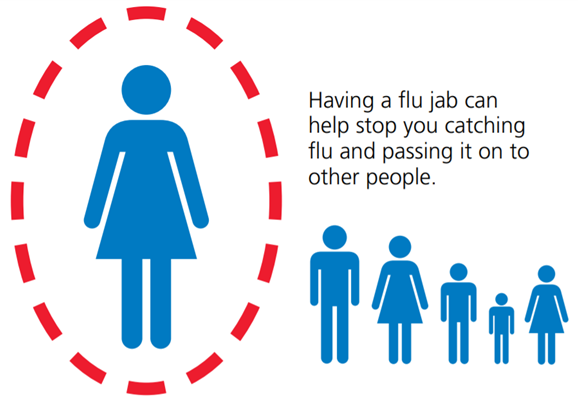 Having a flu jab can
help stop you catching
flu and passing it on to
other people.